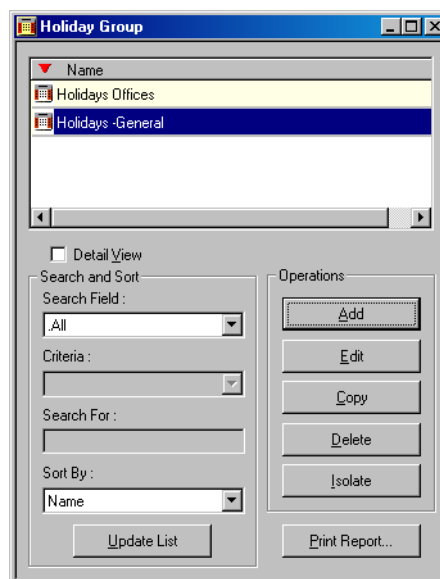 Holiday Group
Name
Holidays Offices
Holidays -General
Detail View
Search and Sort
Search Field :
.All
Criteria :
Search For :
Sort By :
Name
Update List
Operations
Add
Edit
Copy
Delete
Isolate
Print Report...